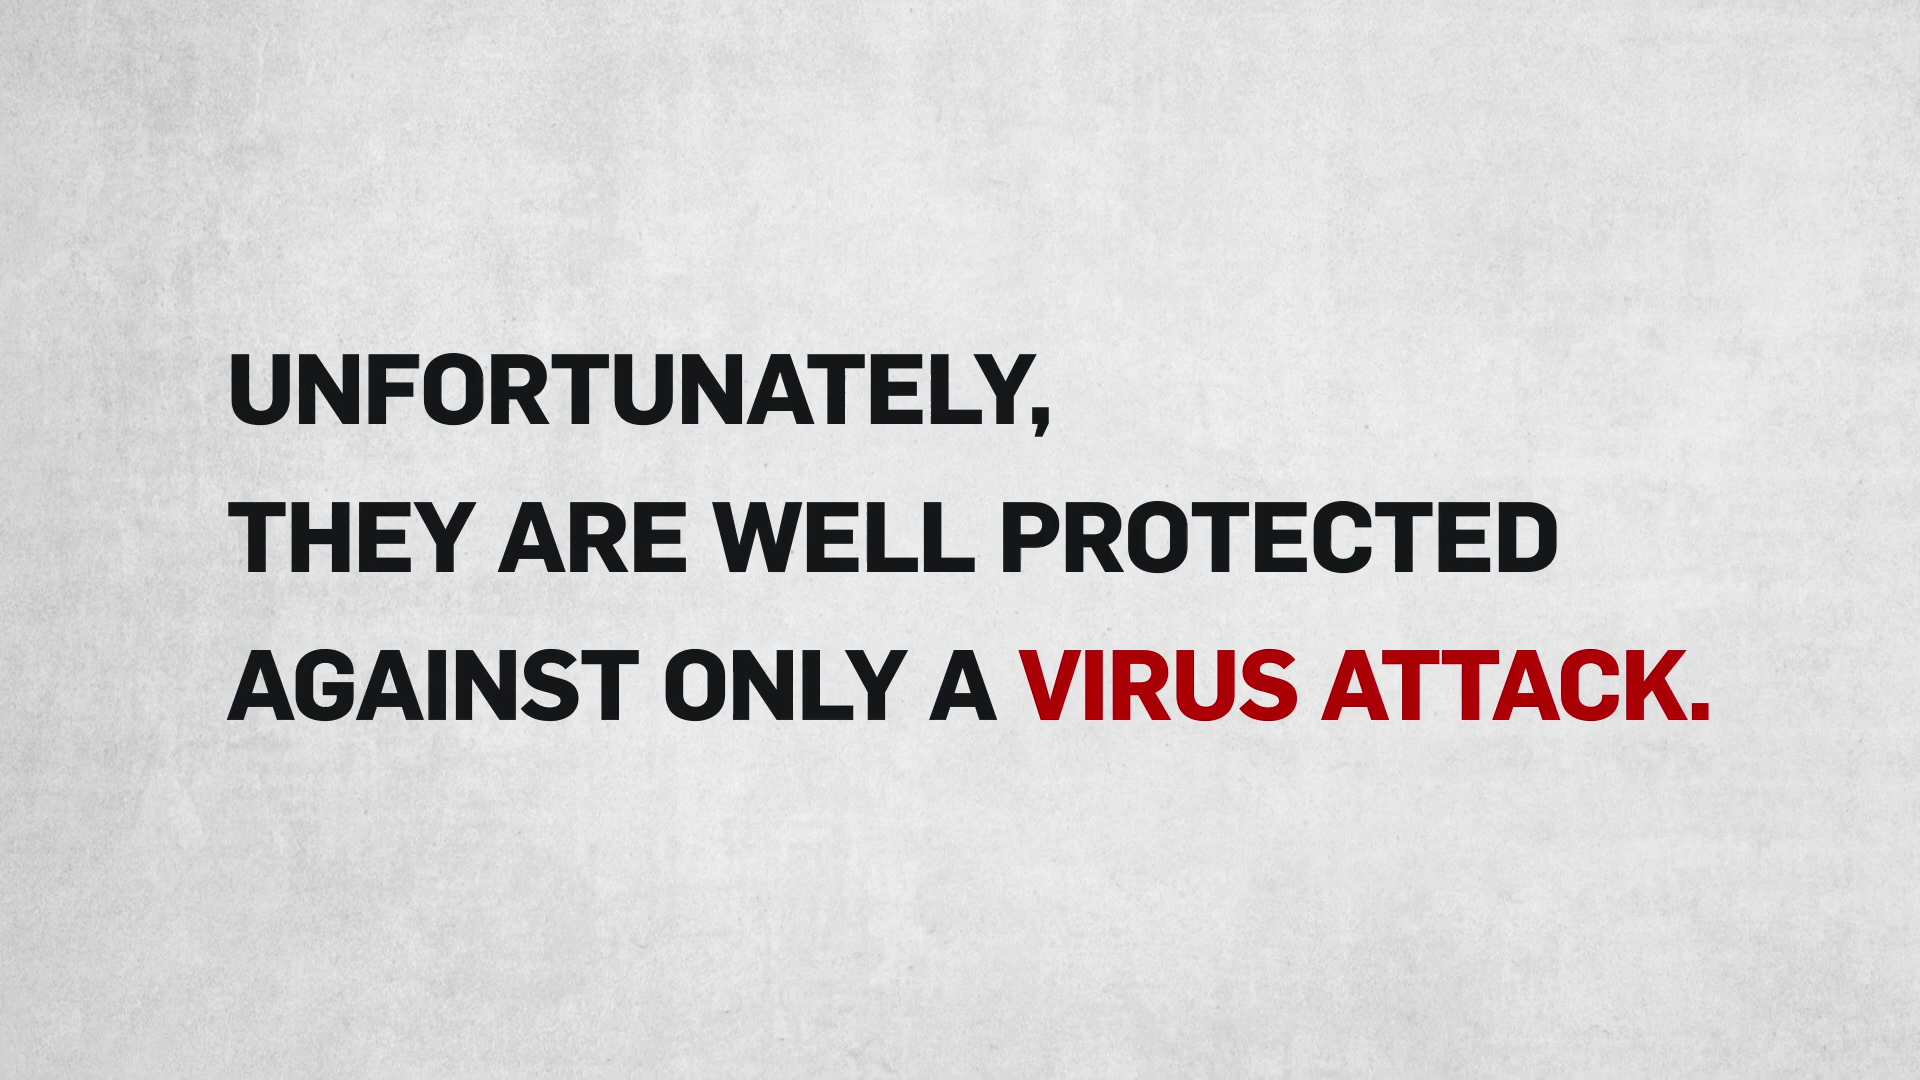 UNFORTUNATELY,
THEY ARE WELL PROTECTED
AGAINST ONLY A VIRUS ATTACK.